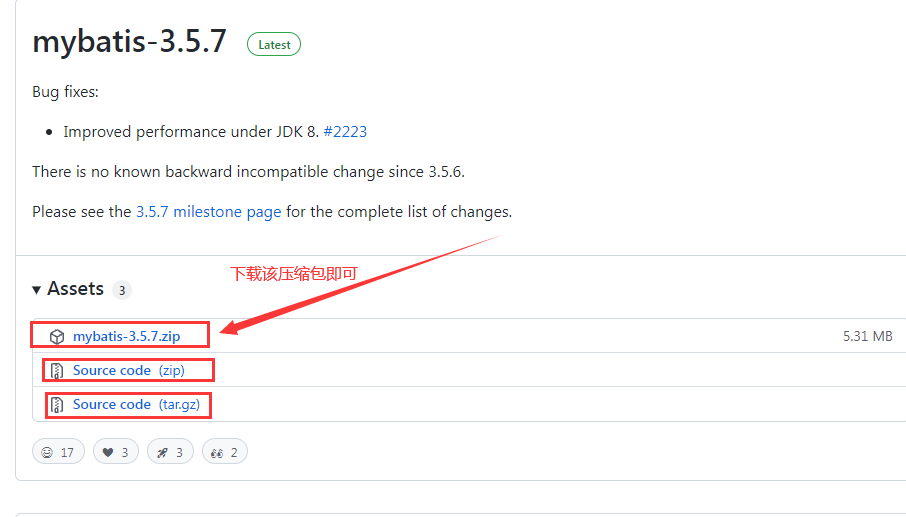 mybatis-3.5.7 Latest
Bug fixes:
• Improved performance under JDK 8. #2223
There is no known backward incompatible change since 3.5.6.
Please see the 3.5.7 milestone page for the complete list of changes.
下载该压缩包即可
▾ Assets 3
mybatis-3.5.7.zip 5.31 MB
Source code (zip)
Source code (tar.gz)
17 3 3 2